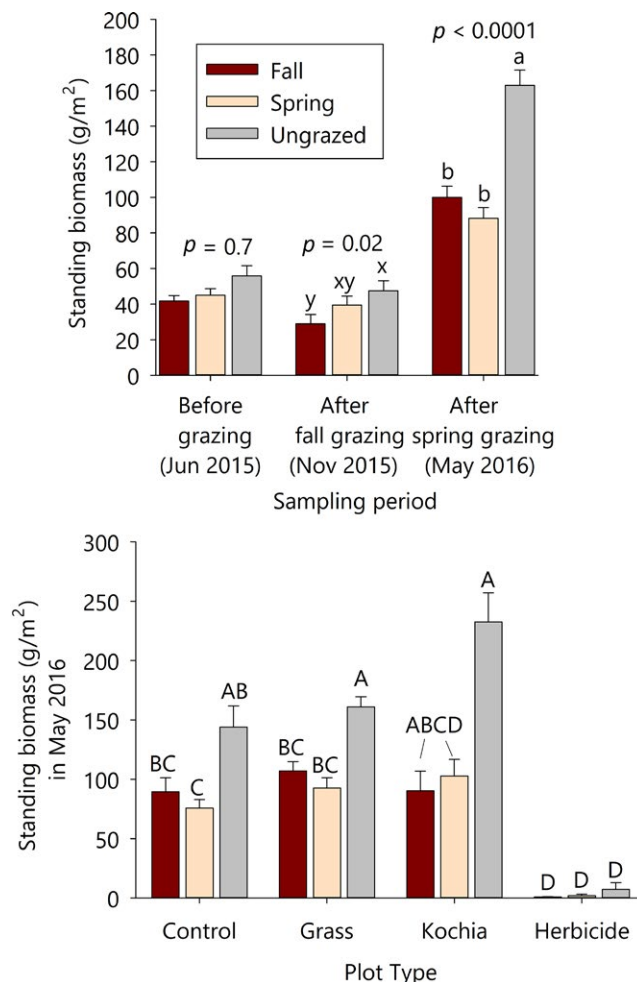 200
180
160
140
120
100
80
60
40
20
0
Standing biomass (g/m²)
Fall
Spring
Ungrazed
p = 0.7
p = 0.02
p < 0.0001
y
xy
x
b
b
a
Before
grazing
(Jun 2015)
After
fall grazing
(Nov 2015)
After
spring grazing
(May 2016)
Sampling period
300
250
200
150
100
50
0
Standing biomass (g/m²)
in May 2016
BC
C
AB
BC
BC
A
ABCD
A
D
D
D
Control
Grass
Kochia
Herbicide
Plot Type